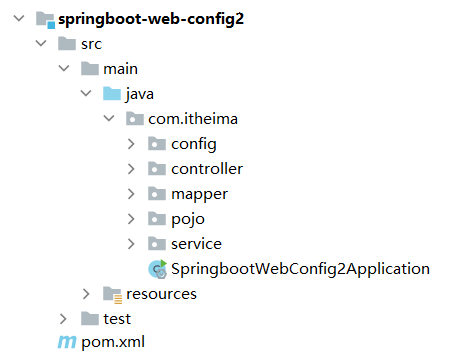 springboot-web-config2
src
main
java
com.itheima
config
controller
mapper
pojo
service
SpringbootWebConfig2Application
resources
test
pom.xml